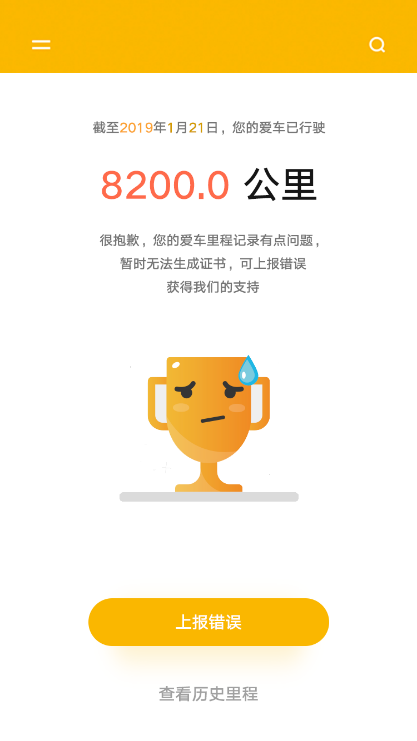 截至2019年1月21日，您的爱车已行驶
8200.0 公里
很抱歉，您的爱车里程记录有点问题，
暂时无法生成证书，可上报错误
获得我们的支持
上报错误
查看历史里程